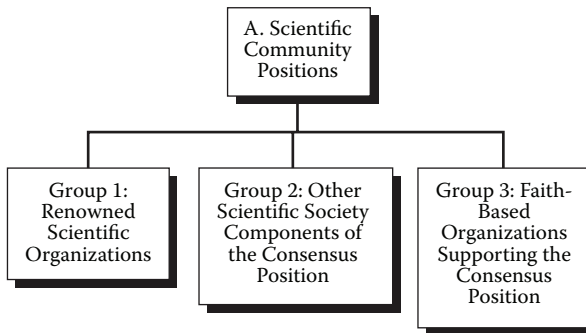 A. Scientific
Community
Positions
Group 1:
Renowned
Scientific
Organizations
Group 2: Other
Scientific Society
Components of
the Consensus
Position
Group 3: Faith-
Based
Organizations
Supporting the
Consensus
Position